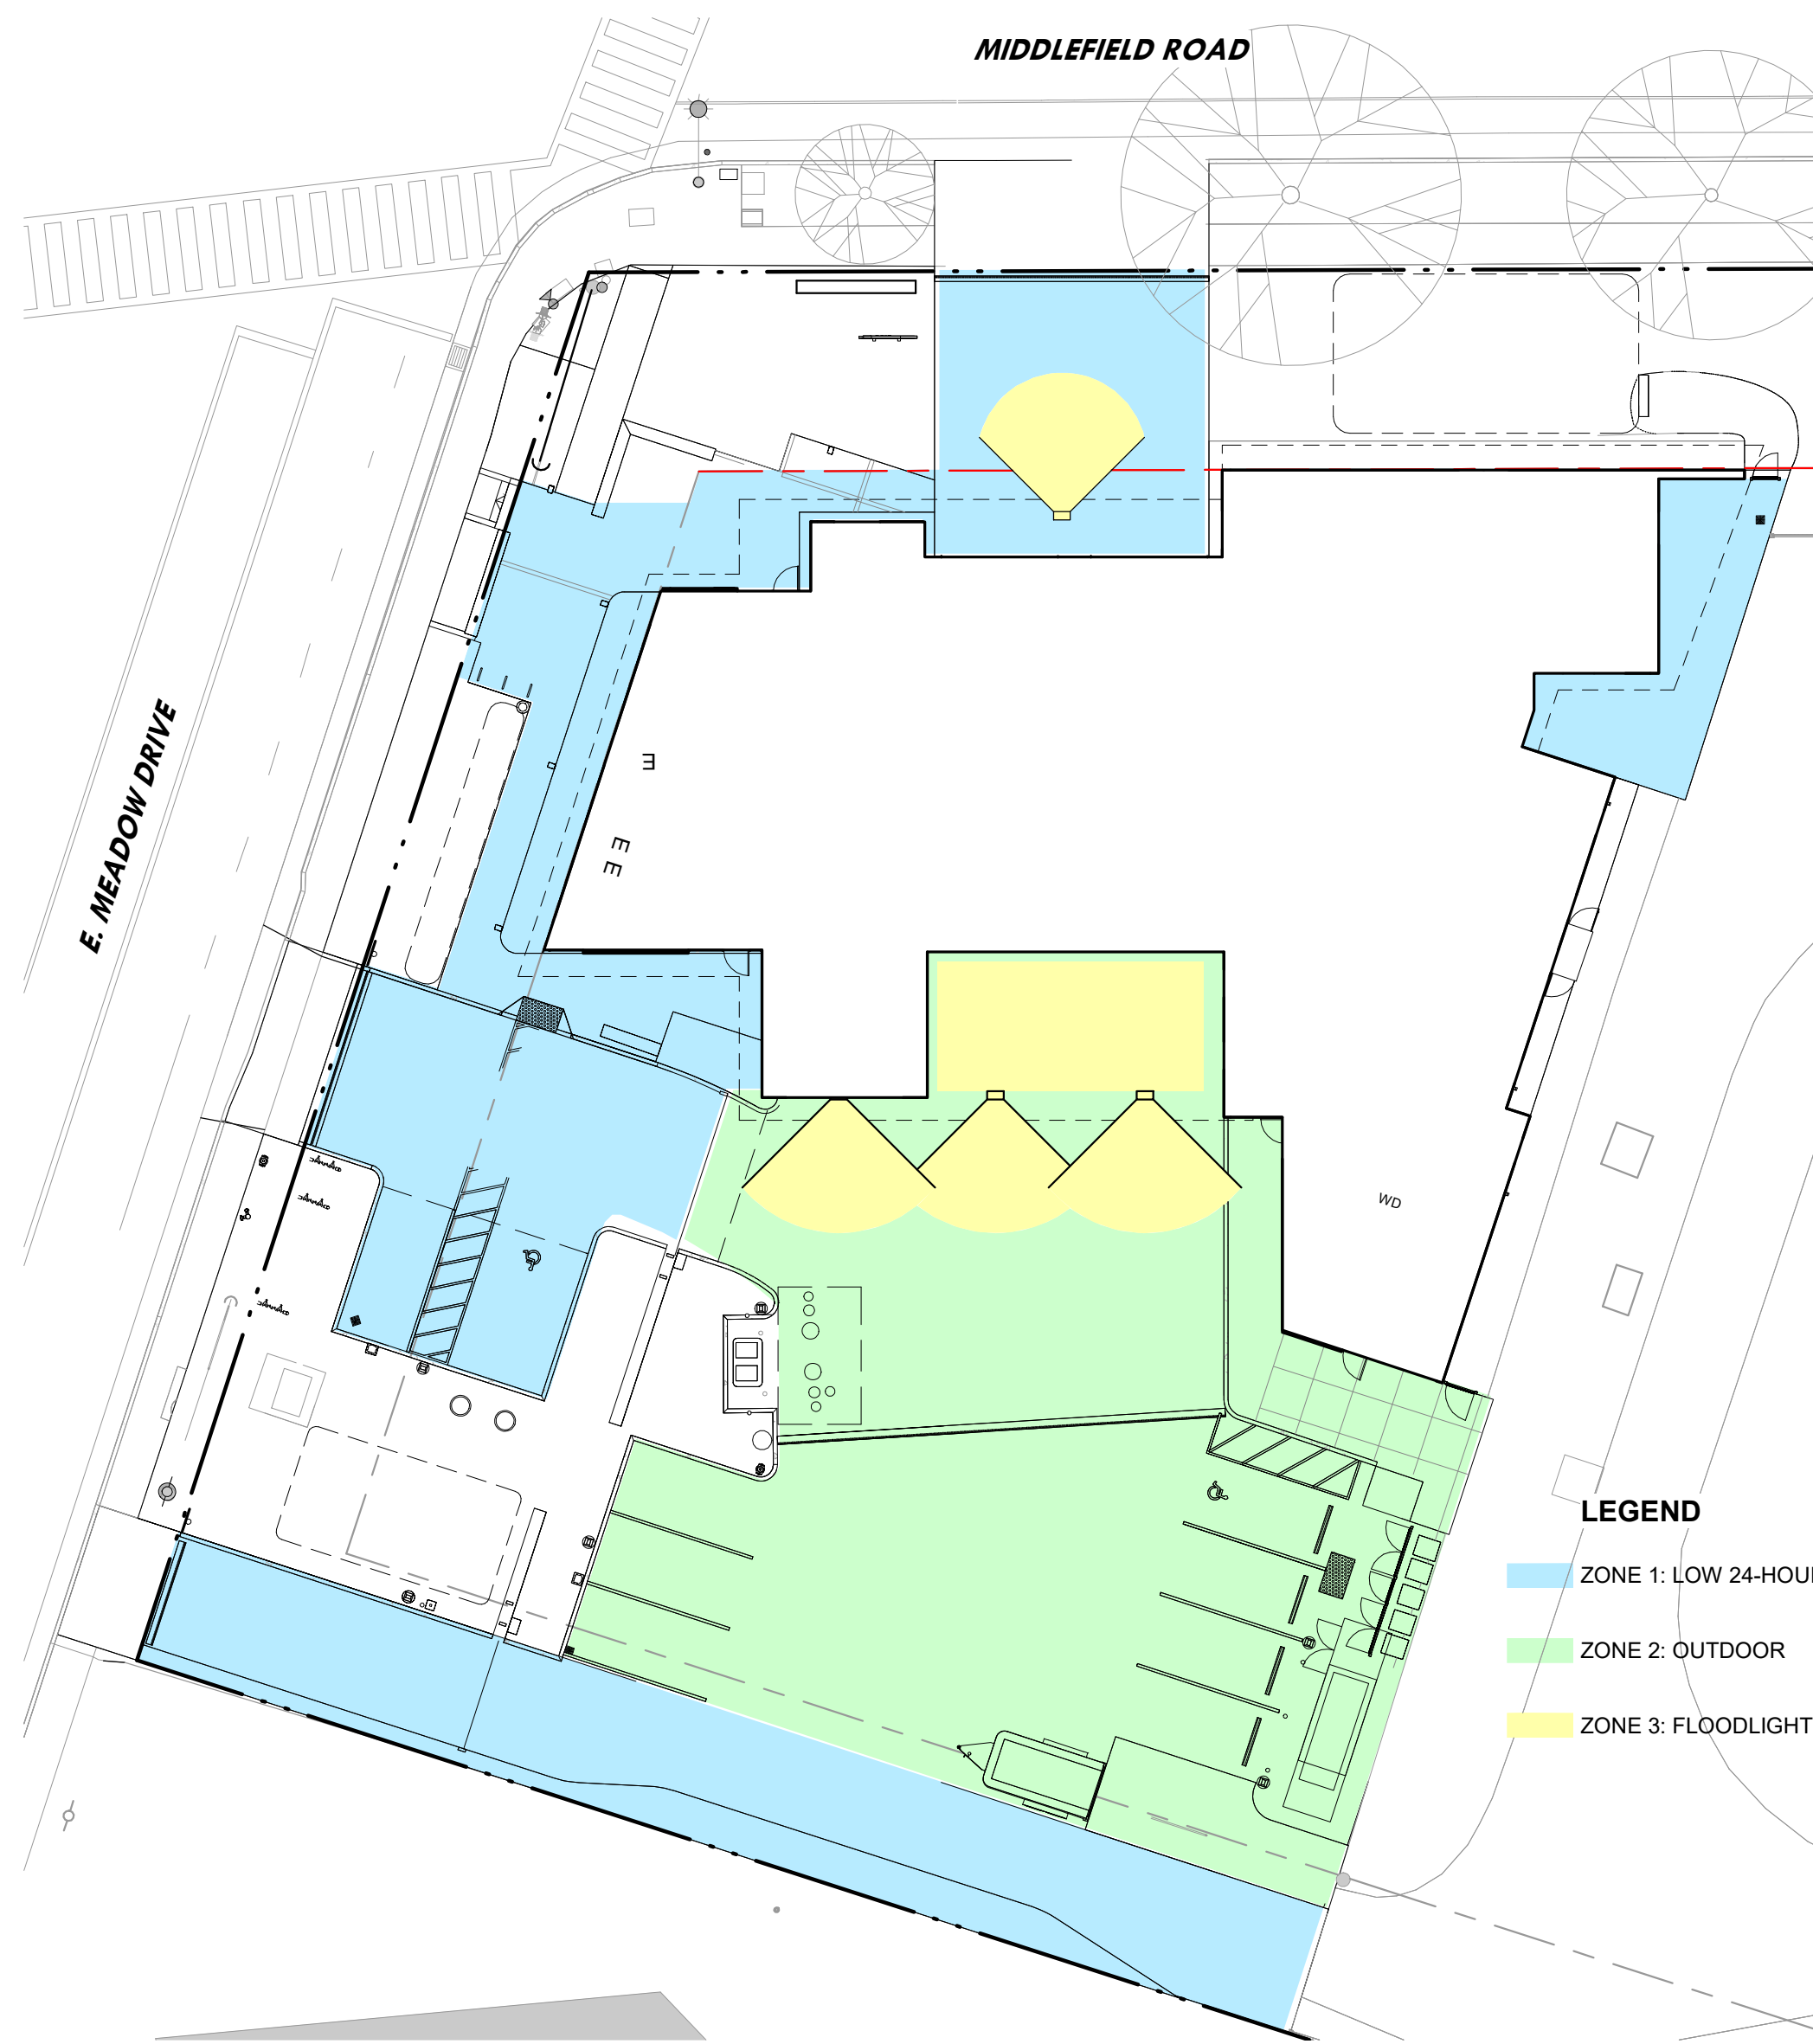 MIDDLEFIELD ROAD
E. MEADOW DRIVE
E
E
E
WD
LEGEND
ZONE 1: LOW 24-HOU
ZONE 2: OUTDOOR
ZONE 3: FLOODLIGHT